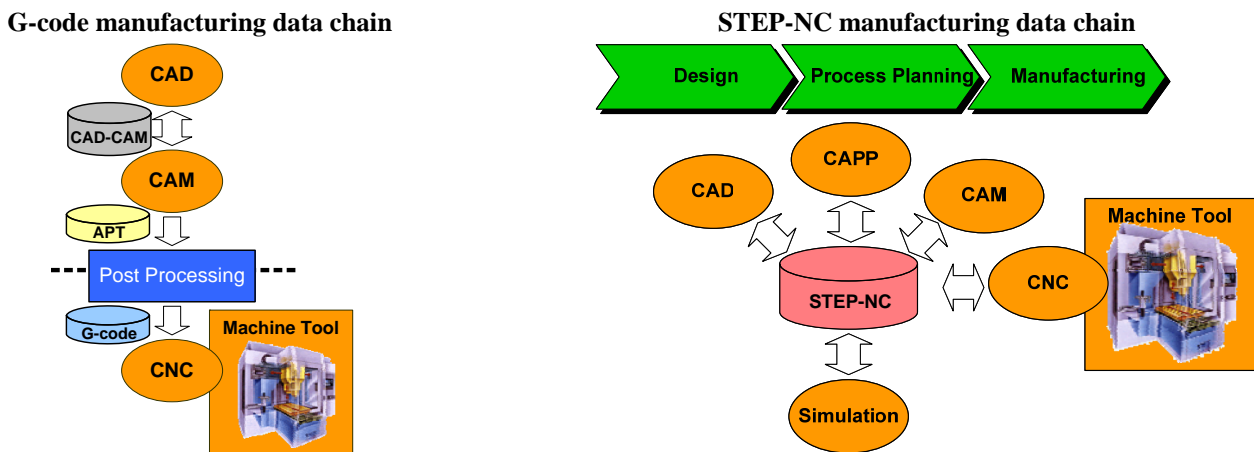 G-code manufacturing data chain
CAD
CAD-CAM
CAM
APT
Post Processing
G-code
CNC
Machine Tool
STEP-NC manufacturing data chain
Design
Process Planning
Manufacturing
CAPP
CAD
CAM
Machine Tool
CNC
STEP-NC
Simulation